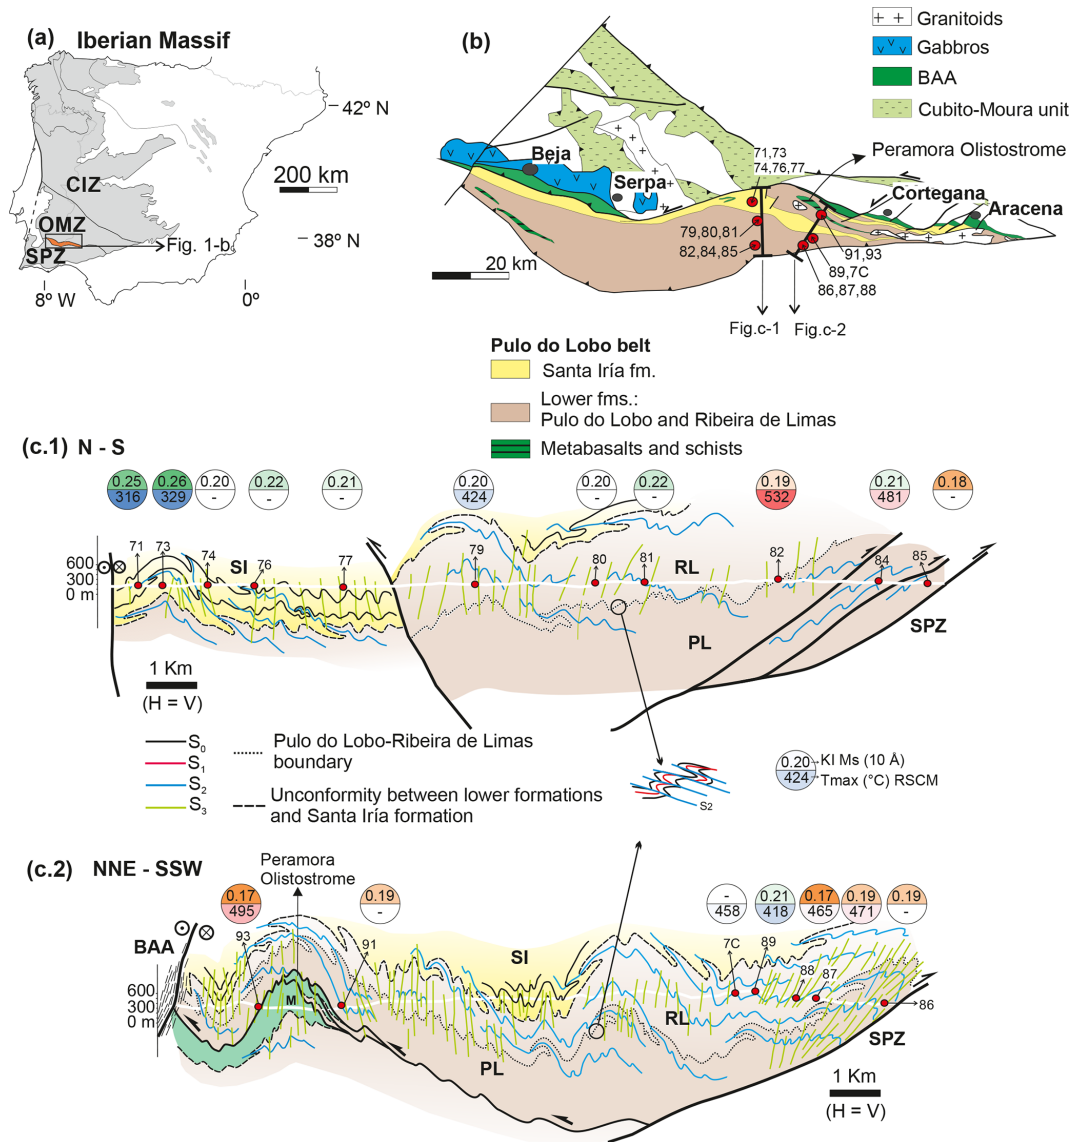 (a)
Iberian Massif
42º N
200 km
CIZ
OMZ
Fig. 1-b
38º N
SPZ
8º W
0º
(b)
Granitoids
Gabbros
BAA
Cubito-Moura unit
71,73
74,76,77
Peramora Olistostrome
Beja
Serpa
Cortegana
Aracena
79,80,81
82,84,85
91,93
89,7C
86,87,88
20 km
Fig.c-1
Fig.c-2
Pulo do Lobo belt
Santa Iría fm.
Lower fms.:
Pulo do Lobo and Ribeira de Limas
Metabasalts and schists
(c.1) N - S
0.25 0.26 0.20 0.22 0.21 0.20 0.20 0.22 0.19 0.21 0.18
316 329 - - - 424 - - 532 481 -
71 73 74 76 77 79 80 81 82 84 85
600
300
0 m
SI
RL
PL
SPZ
1 Km
(H = V)
S0
S1
S2
S3
Pulo do Lobo-Ribeira de Limas
boundary
Unconformity between lower formations
and Santa Iría formation
S2
0.20 KI Ms (10 Å)
424 Tmax (°C) RSCM
(c.2) NNE - SSW
Peramora
Olistostrome
0.17 0.19 - 0.21 0.17 0.19 0.19
495 - 458 418 465 471 -
BAA
93
91
SI
7C
89
88
87
86
600
300
0 m
M
RL
PL
SPZ
1 Km
(H = V)